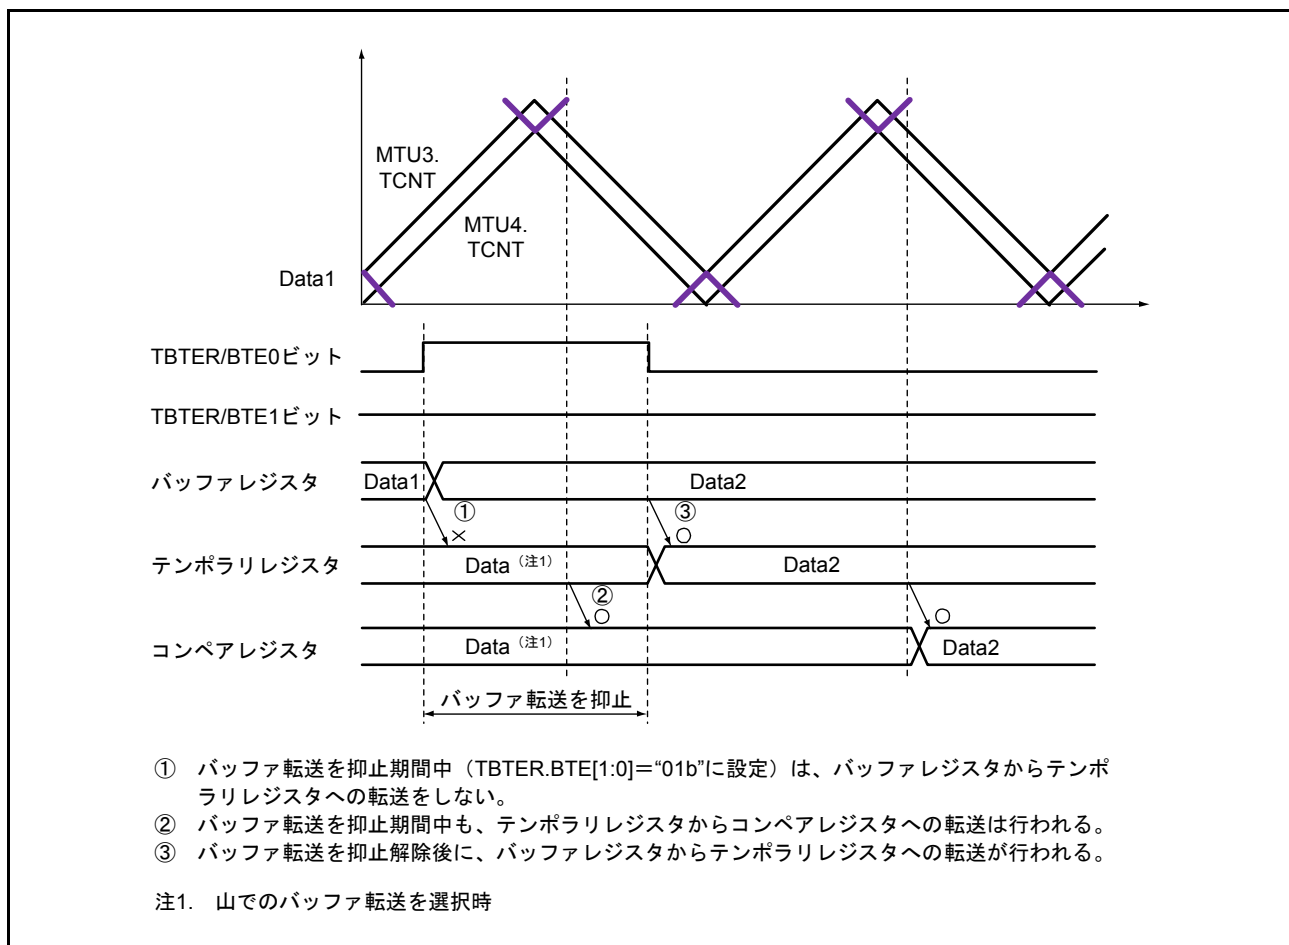 MTU3.
TCNT
MTU4.
TCNT
Data1
TBTER/BTE0ビット
TBTER/BTE1ビット
バッファレジスタ
Data1
Data2
①
×
③
○
テンポラリレジスタ
Data（注1）
Data2
②
○
○
コンペアレジスタ
Data（注1）
Data2
バッファ転送を抑止
① バッファ転送を抑止期間中（TBTER.BTE[1:0]＝“01b”に設定）は、バッファレジスタからテンポ
ラリレジスタへの転送をしない。
② バッファ転送を抑止期間中も、テンポラリレジスタからコンペアレジスタへの転送は行われる。
③ バッファ転送を抑止解除後に、バッファレジスタからテンポラリレジスタへの転送が行われる。
注1. 山でのバッファ転送を選択時